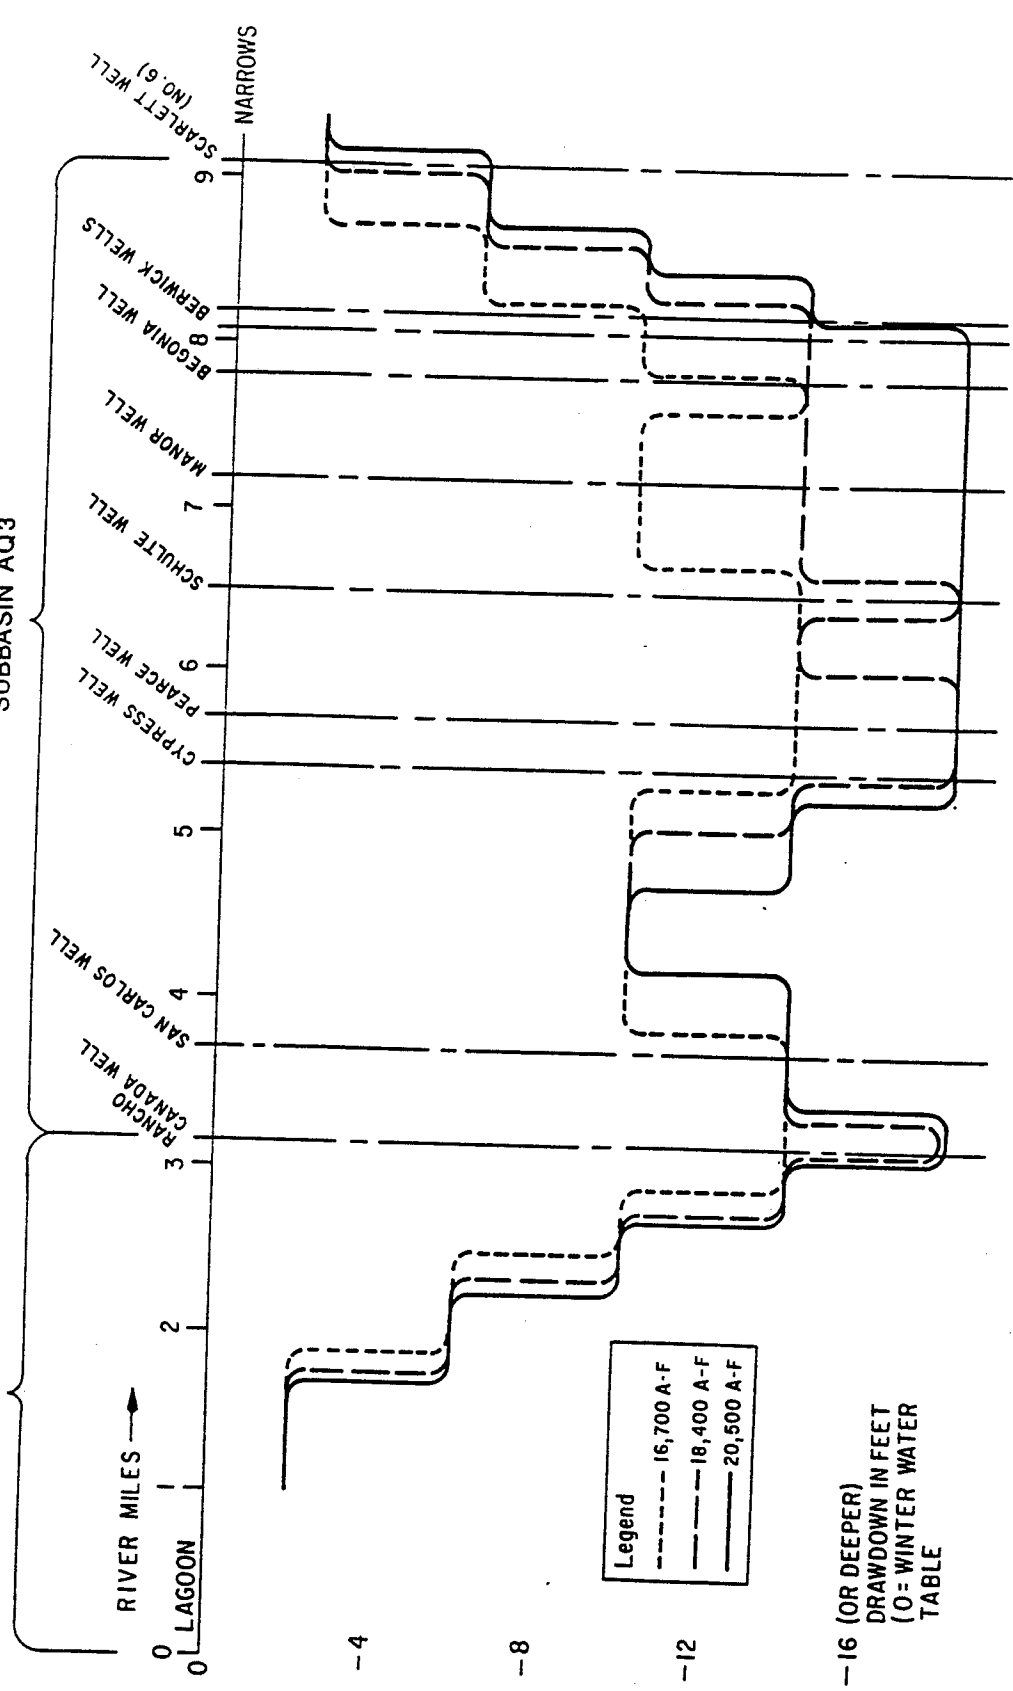 SUBBASIN AQ3
SCARLETT WELL
(NO. 6)
NARROWS
BERWICK WELLS
BEGONIA WELL
MANOR WELL
SCHULTE WELL
PEARCE WELL
CYPRESS WELL
SAN CARLOS WELL
RANCHO
CANADA WELL
RIVER MILES
LAGOON
0
1
2
3
4
5
6
7
8
9
0
-4
-8
-12
-16 (OR DEEPER)
DRAWDOWN IN FEET
(0= WINTER WATER
TABLE
Legend
16,700 A-F
18,400 A-F
20,500 A-F